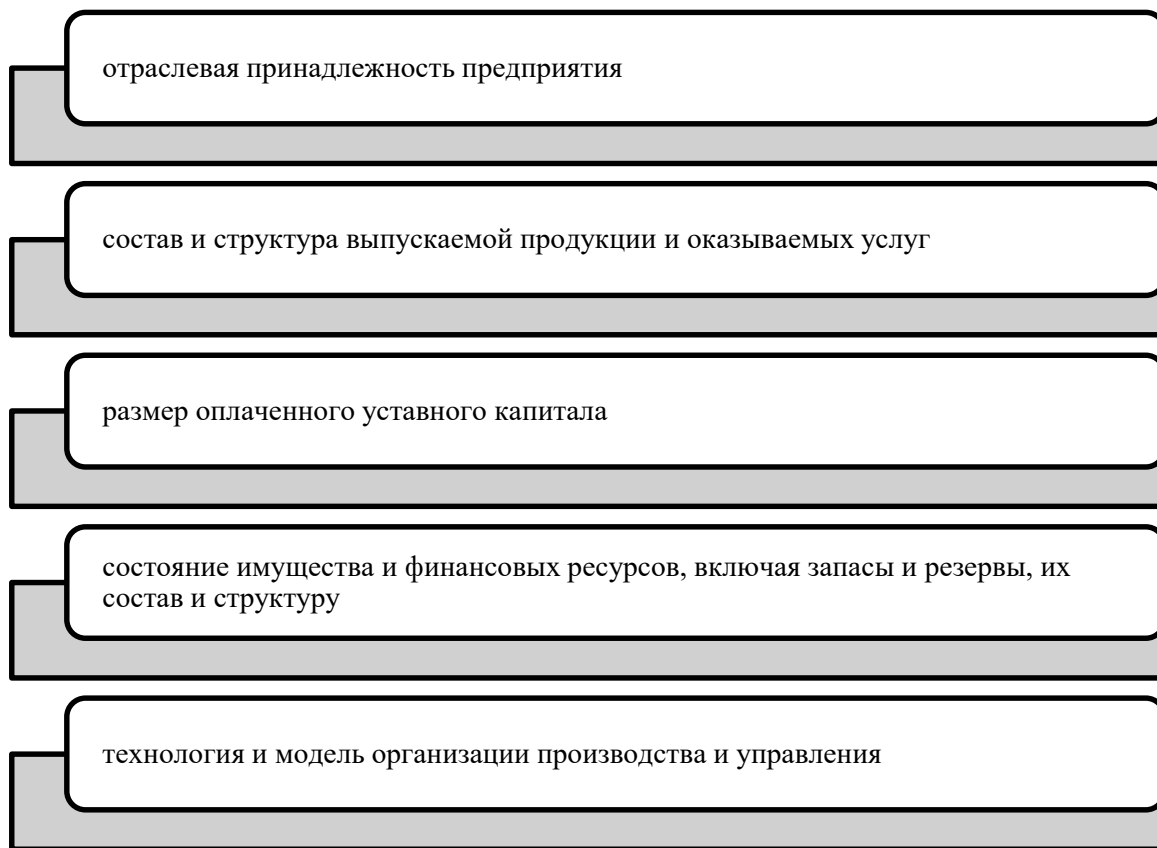 отраслевая принадлежность предприятия
состав и структура выпускаемой продукции и оказываемых услуг
размер оплаченного уставного капитала
состояние имущества и финансовых ресурсов, включая запасы и резервы, их
состав и структуру
технология и модель организации производства и управления